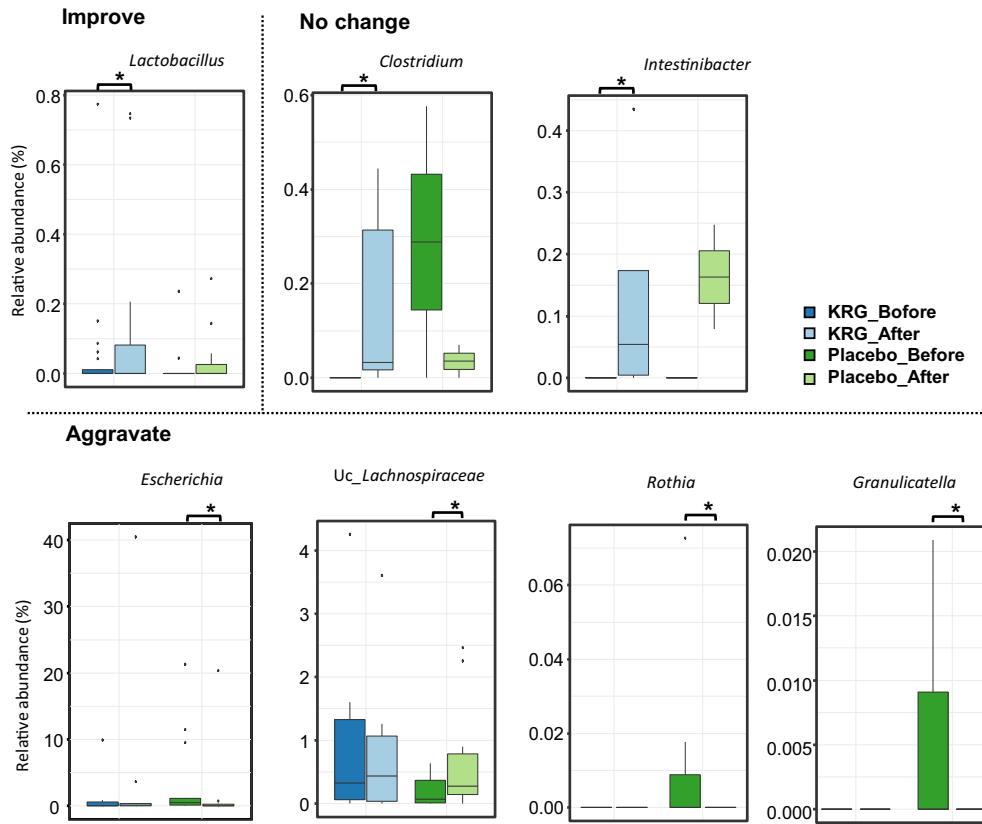 Improve
No change
Lactobacillus
Clostridium
Intestinibacter
*
*
*
Relative abundance (%)
0.8
0.6
0.4
0.2
0.0
0.6
0.4
0.2
0.0
0.4
0.3
0.2
0.1
0.0
KRG_Bofore
KRG_After
Placebo_Before
Placebo_After
Aggravate
Escherichia
Uc_Lachnospiraceae
Rothia
Granulicatella
*
*
*
*
Relative abundance (%)
40
30
20
10
0
4
3
2
1
0
0.06
0.04
0.02
0.00
0.020
0.015
0.010
0.005
0.000